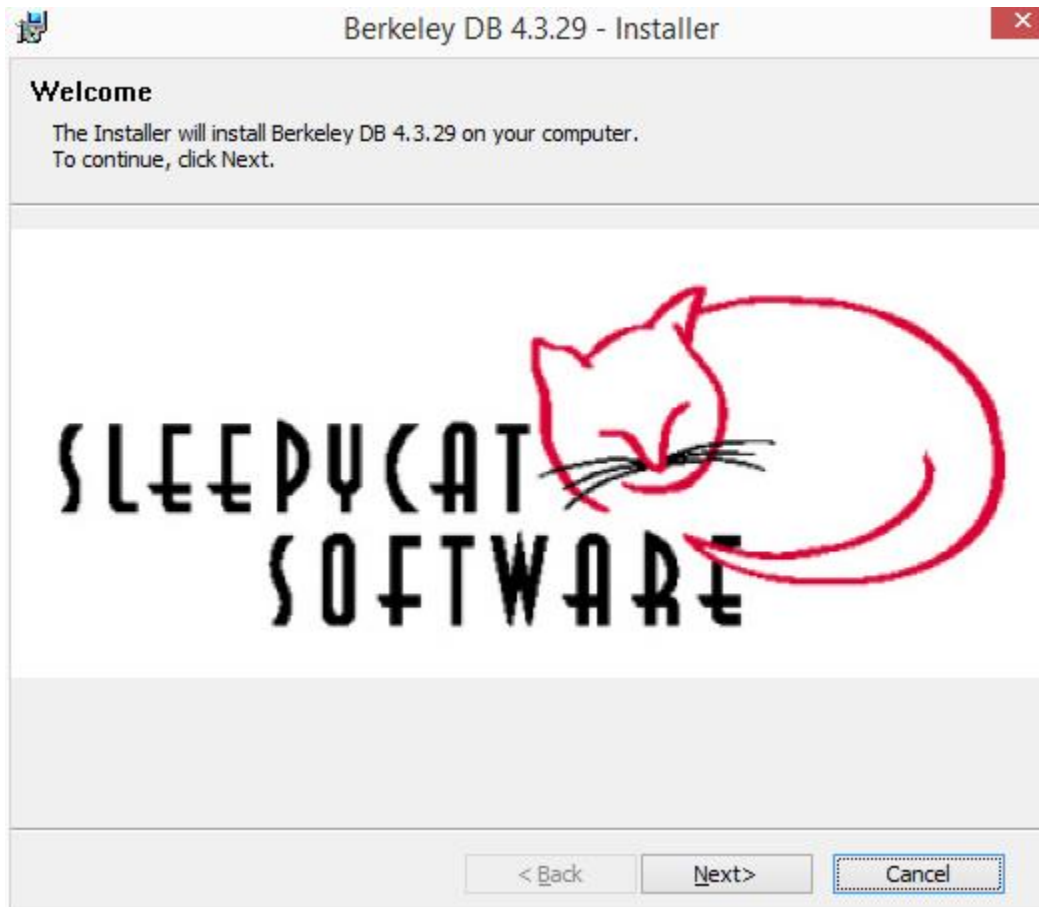 Berkeley DB 4.3.29 - Installer
Welcome
The Installer will install Berkeley DB 4.3.29 on your computer.
To continue, click Next.
SLEEPYCAT
SOFTWARE
< Back Next> Cancel